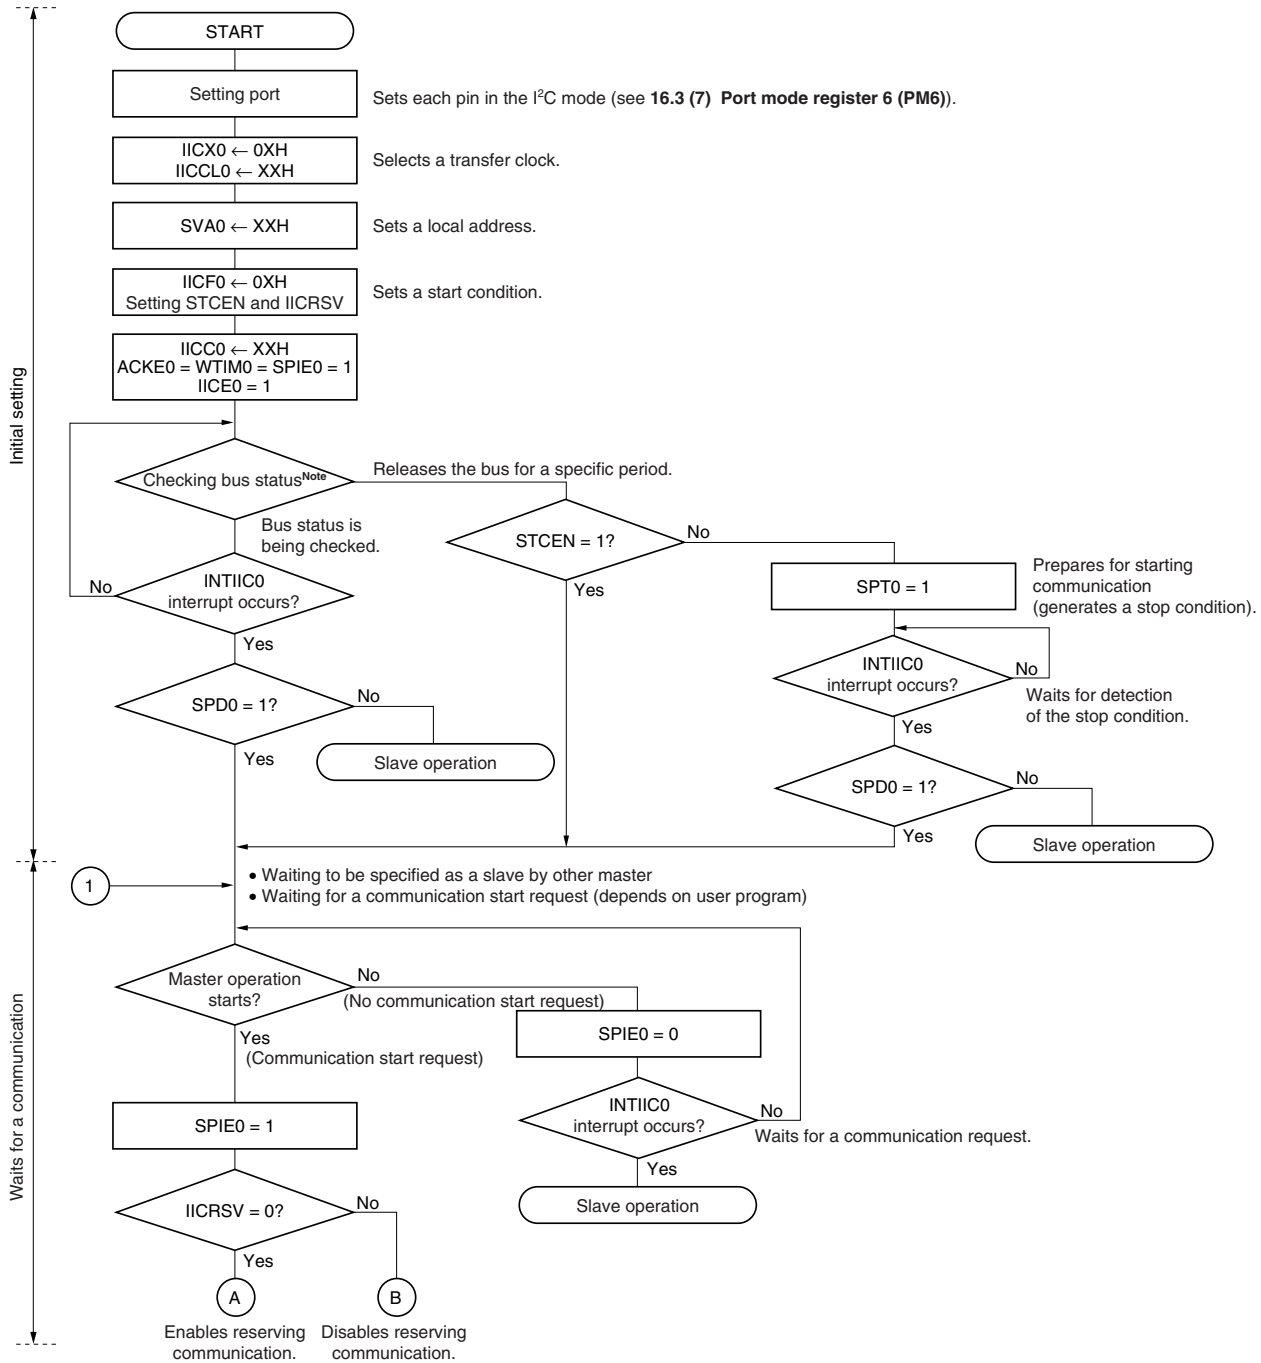 START
Setting port
Sets each pin in the I²C mode (see 16.3 (7) Port mode register 6 (PM6)).
IICX0 ← 0XH
IICCL0 ← XXH
Selects a transfer clock.
SVA0 ← XXH
Sets a local address.
IICF0 ← 0XH
Setting STCEN and IICRSV
Sets a start condition.
IICC0 ← XXH
ACKE0 = WTIM0 = SPIE0 = 1
IICE0 = 1
Initial setting
Checking bus statusNote
Releases the bus for a specific period.
Bus status is
being checked.
STCEN = 1?
No
Yes
SPT0 = 1
Prepares for starting
communication
(generates a stop condition).
INTIIC0
interrupt occurs?
No
Yes
INTIIC0
interrupt occurs?
No
Waits for detection
of the stop condition.
Yes
SPD0 = 1?
No
Yes
Slave operation
SPD0 = 1?
No
Yes
Slave operation
1
• Waiting to be specified as a slave by other master
• Waiting for a communication start request (depends on user program)
Waits for a communication
Master operation
starts?
No
(No communication start request)
Yes
(Communication start request)
SPIE0 = 0
INTIIC0
interrupt occurs?
No
Waits for a communication request.
Yes
Slave operation
SPIE0 = 1
IICRSV = 0?
No
Yes
A
B
Enables reserving
communication.
Disables reserving
communication.